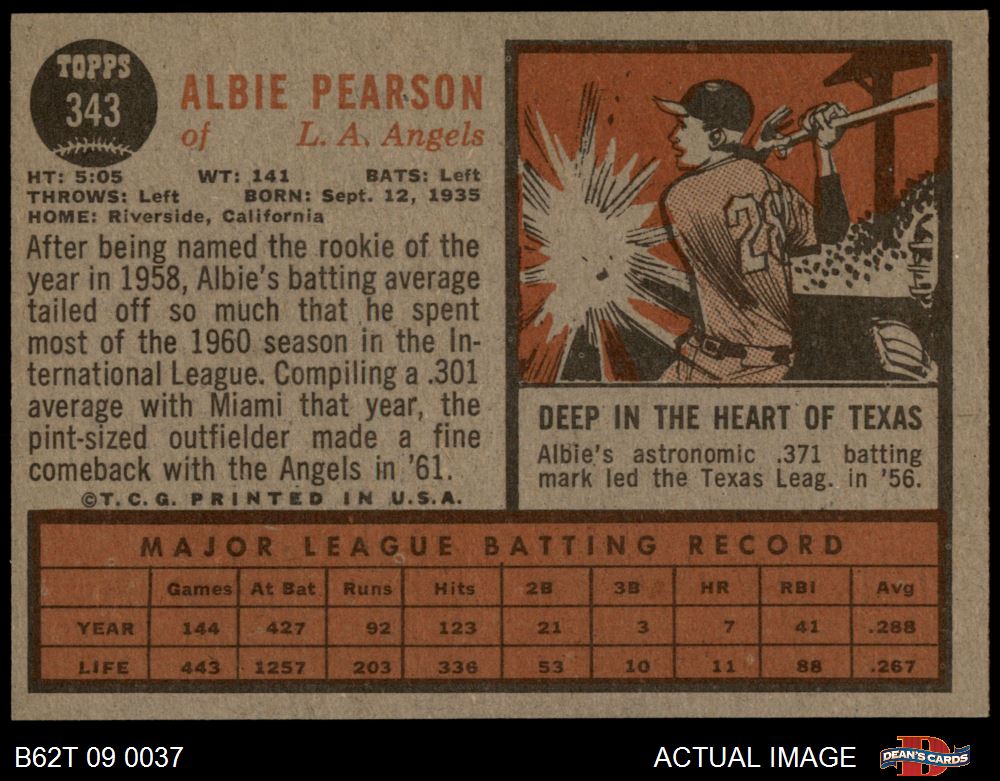 TOPPS
343
ALBIE PEARSON
of L. A. Angels
HT: 5:05 WT: 141 BATS: Left
THROWS: Left BORN: Sept. 12, 1935
HOME: Riverside, California
After being named the rookie of the
year in 1958, Albie's batting average
tailed off so much that he spent
most of the 1960 season in the In-
ternational League. Compiling a .301
average with Miami that year, the
pint-sized outfielder made a fine
comeback with the Angels in '61.
©T.C.G. PRINTED IN U.S.A.
DEEP IN THE HEART OF TEXAS
Albie's astronomic .371 batting
mark led the Texas Leag. in '56.
MAJOR LEAGUE BATTING RECORD
Games At Bat Runs Hits 2B 3B HR RBI Avg
YEAR 144 427 92 123 21 3 7 41 .288
LIFE 443 1257 203 336 53 10 11 88 .267
B62T 09 0037 ACTUAL IMAGE DEAN'S CARDS